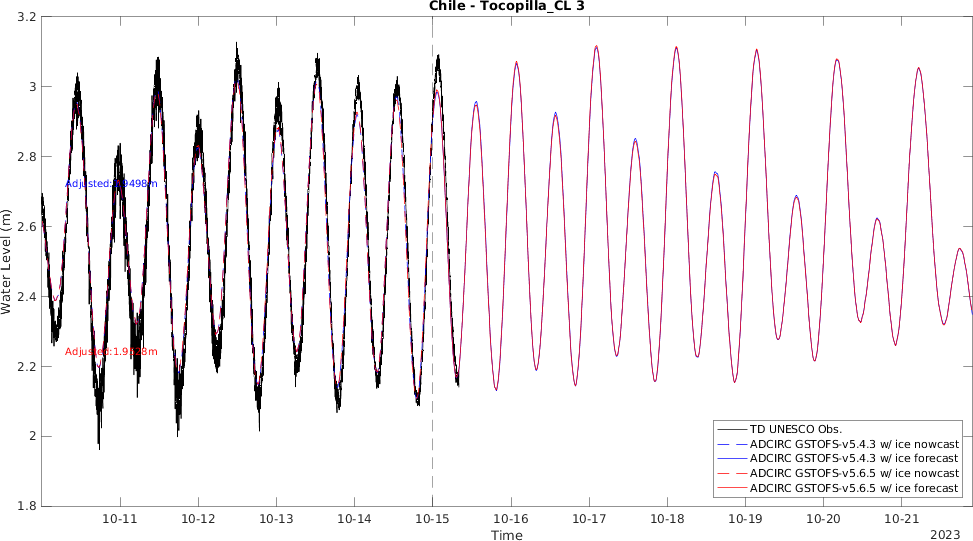 Chile - Tocopilla_CL 3
3.2
3
2.8
2.6
2.4
2.2
2
1.8
Water Level (m)
Adjusted:
Adjusted:
10-11
10-12
10-13
10-14
10-15
10-16
10-17
10-18
10-19
10-20
10-21
Time
2023
TD UNESCO Obs.
ADCIRC GSTOFS-v5.4.3 w/ ice nowcast
ADCIRC GSTOFS-v5.4.3 w/ ice forecast
ADCIRC GSTOFS-v5.6.5 w/ ice nowcast
ADCIRC GSTOFS-v5.6.5 w/ ice forecast